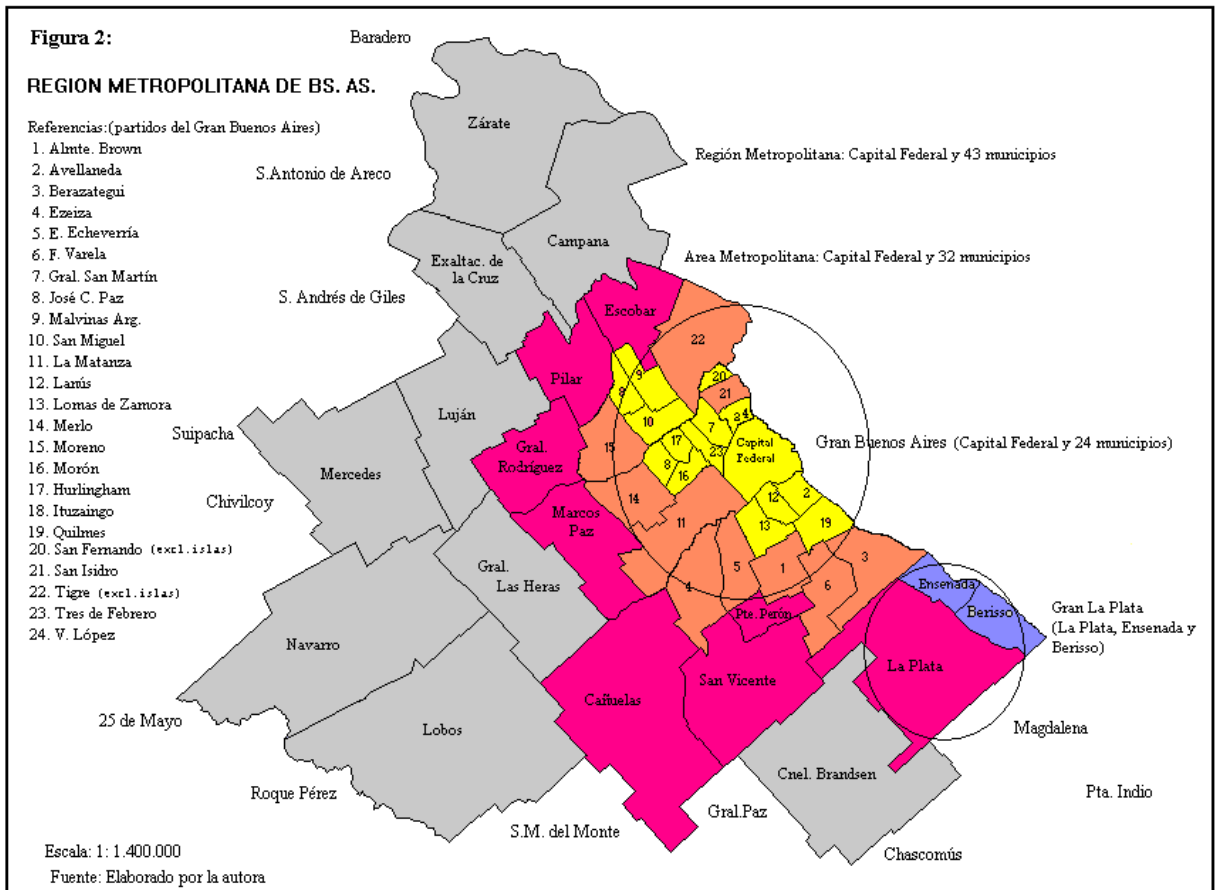 Figura 2:
REGION METROPOLITANA DE BS. AS.
Referencias:(partidos del Gran Buenos Aires)
1. Almte. Brown
2. Avellaneda
3. Berazategui
4. Ezeiza
5. E. Echeverría
6. F. Varela
7. Gral. San Martín
8. José C. Paz
9. Malvinas Arg.
10. San Miguel
11. La Matanza
12. Lanús
13. Lomas de Zamora
14. Merlo
15. Moreno
16. Morón
17. Hurlingham
18. Ituzaingo
19. Quilmes
20. San Fernando (excl.islas)
21. San Isidro
22. Tigre (excl.islas)
23. Tres de Febrero
24. V. López
Baradero
Zárate
Región Metropolitana: Capital Federal y 43 municipios
S.Antonio de Areco
Campana
Exaltac. de
la Cruz
Area Metropolitana: Capital Federal y 32 municipios
S. Andrés de Giles
Escobar
22
Pilar
9
20
8
21
Luján
10
7
24
Suipacha
Gral.
Rodríguez
15
17
23
Capital
Federal
Gran Buenos Aires (Capital Federal y 24 municipios)
Mercedes
8
16
Chivilcoy
14
12
2
Marcos
Paz
11
13
19
Gral.
Las Heras
5
1
3
4
6
Ensenada
Berisso
Gran La Plata
(La Plata, Ensenada y
Berisso)
Pte. Perón
Navarro
La Plata
San Vicente
Cañuelas
25 de Mayo
Lobos
Magdalena
Cnel. Brandsen
Roque Pérez
Pta. Indio
Gral.Paz
S.M. del Monte
Chascomús
Escala: 1: 1.400.000
Fuente: Elaborado por la autora